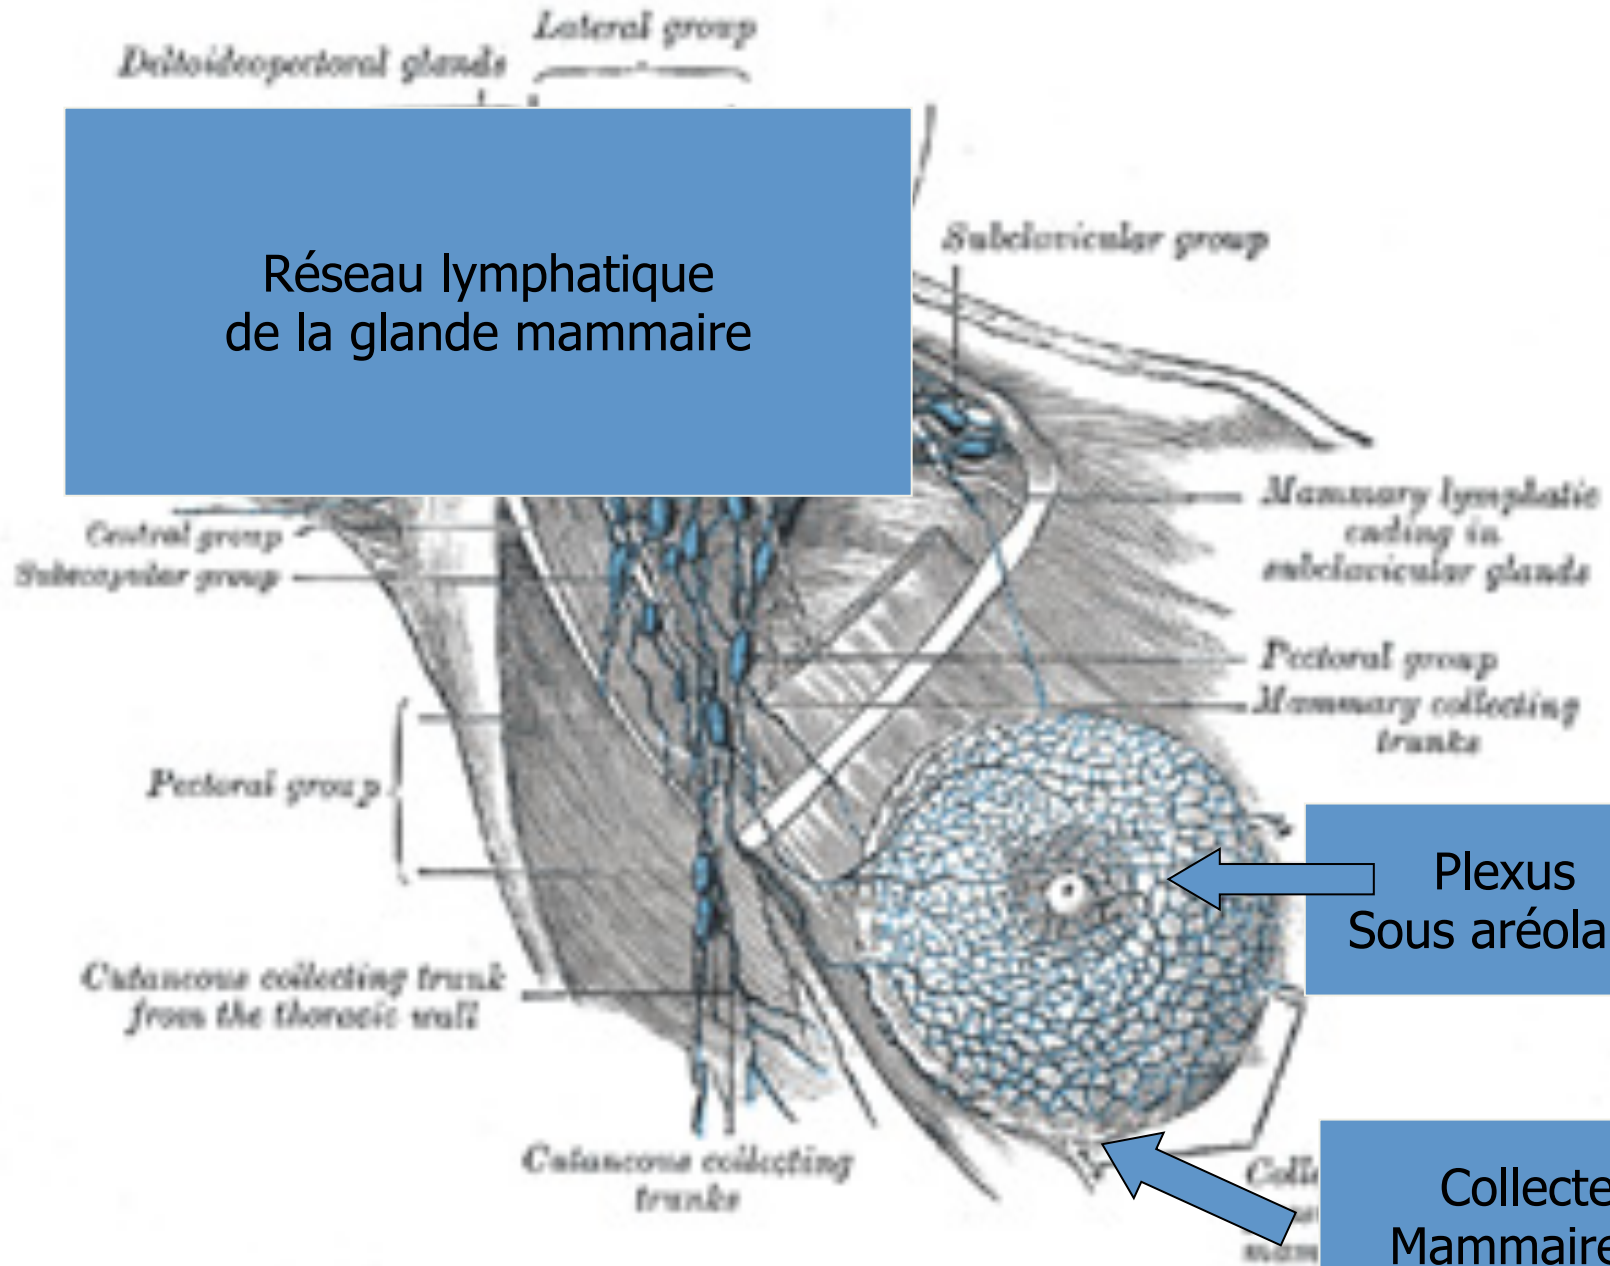 Lateral group
Deltoideopectoral glands
Réseau lymphatique
de la glande mammaire
Subclavicular group
Mammary lymphatic
ending in
subclavicular glands
Central group
Subscapular group
Pectoral group
Mammary collecting
trunks
Pectoral group
Plexus
Sous aréola
Cutaneous collecting trunk
from the thoracic wall
Cutaneous collecting
trunks
Colle
Collecte
Mammaire
mam